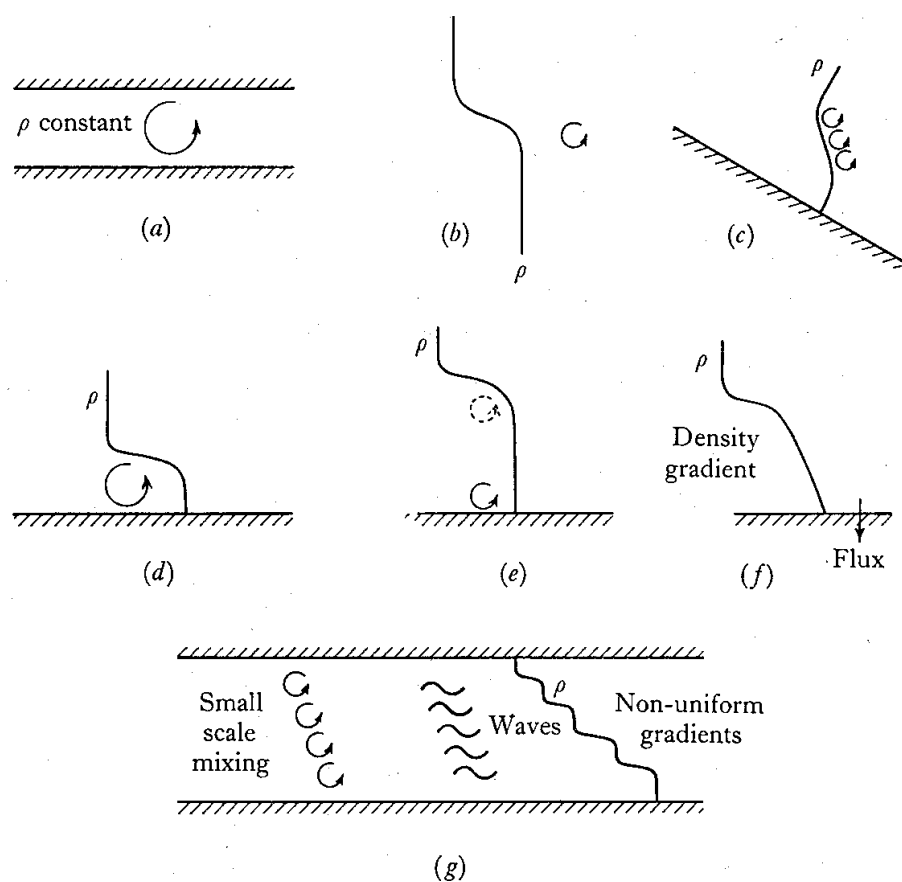 ρ constant
(a)
(b)
ρ
ρ
(c)
ρ
(d)
ρ
(e)
ρ
Density
gradient
Flux
(f)
Small
scale
mixing
Waves
ρ
Non-uniform
gradients
(g)